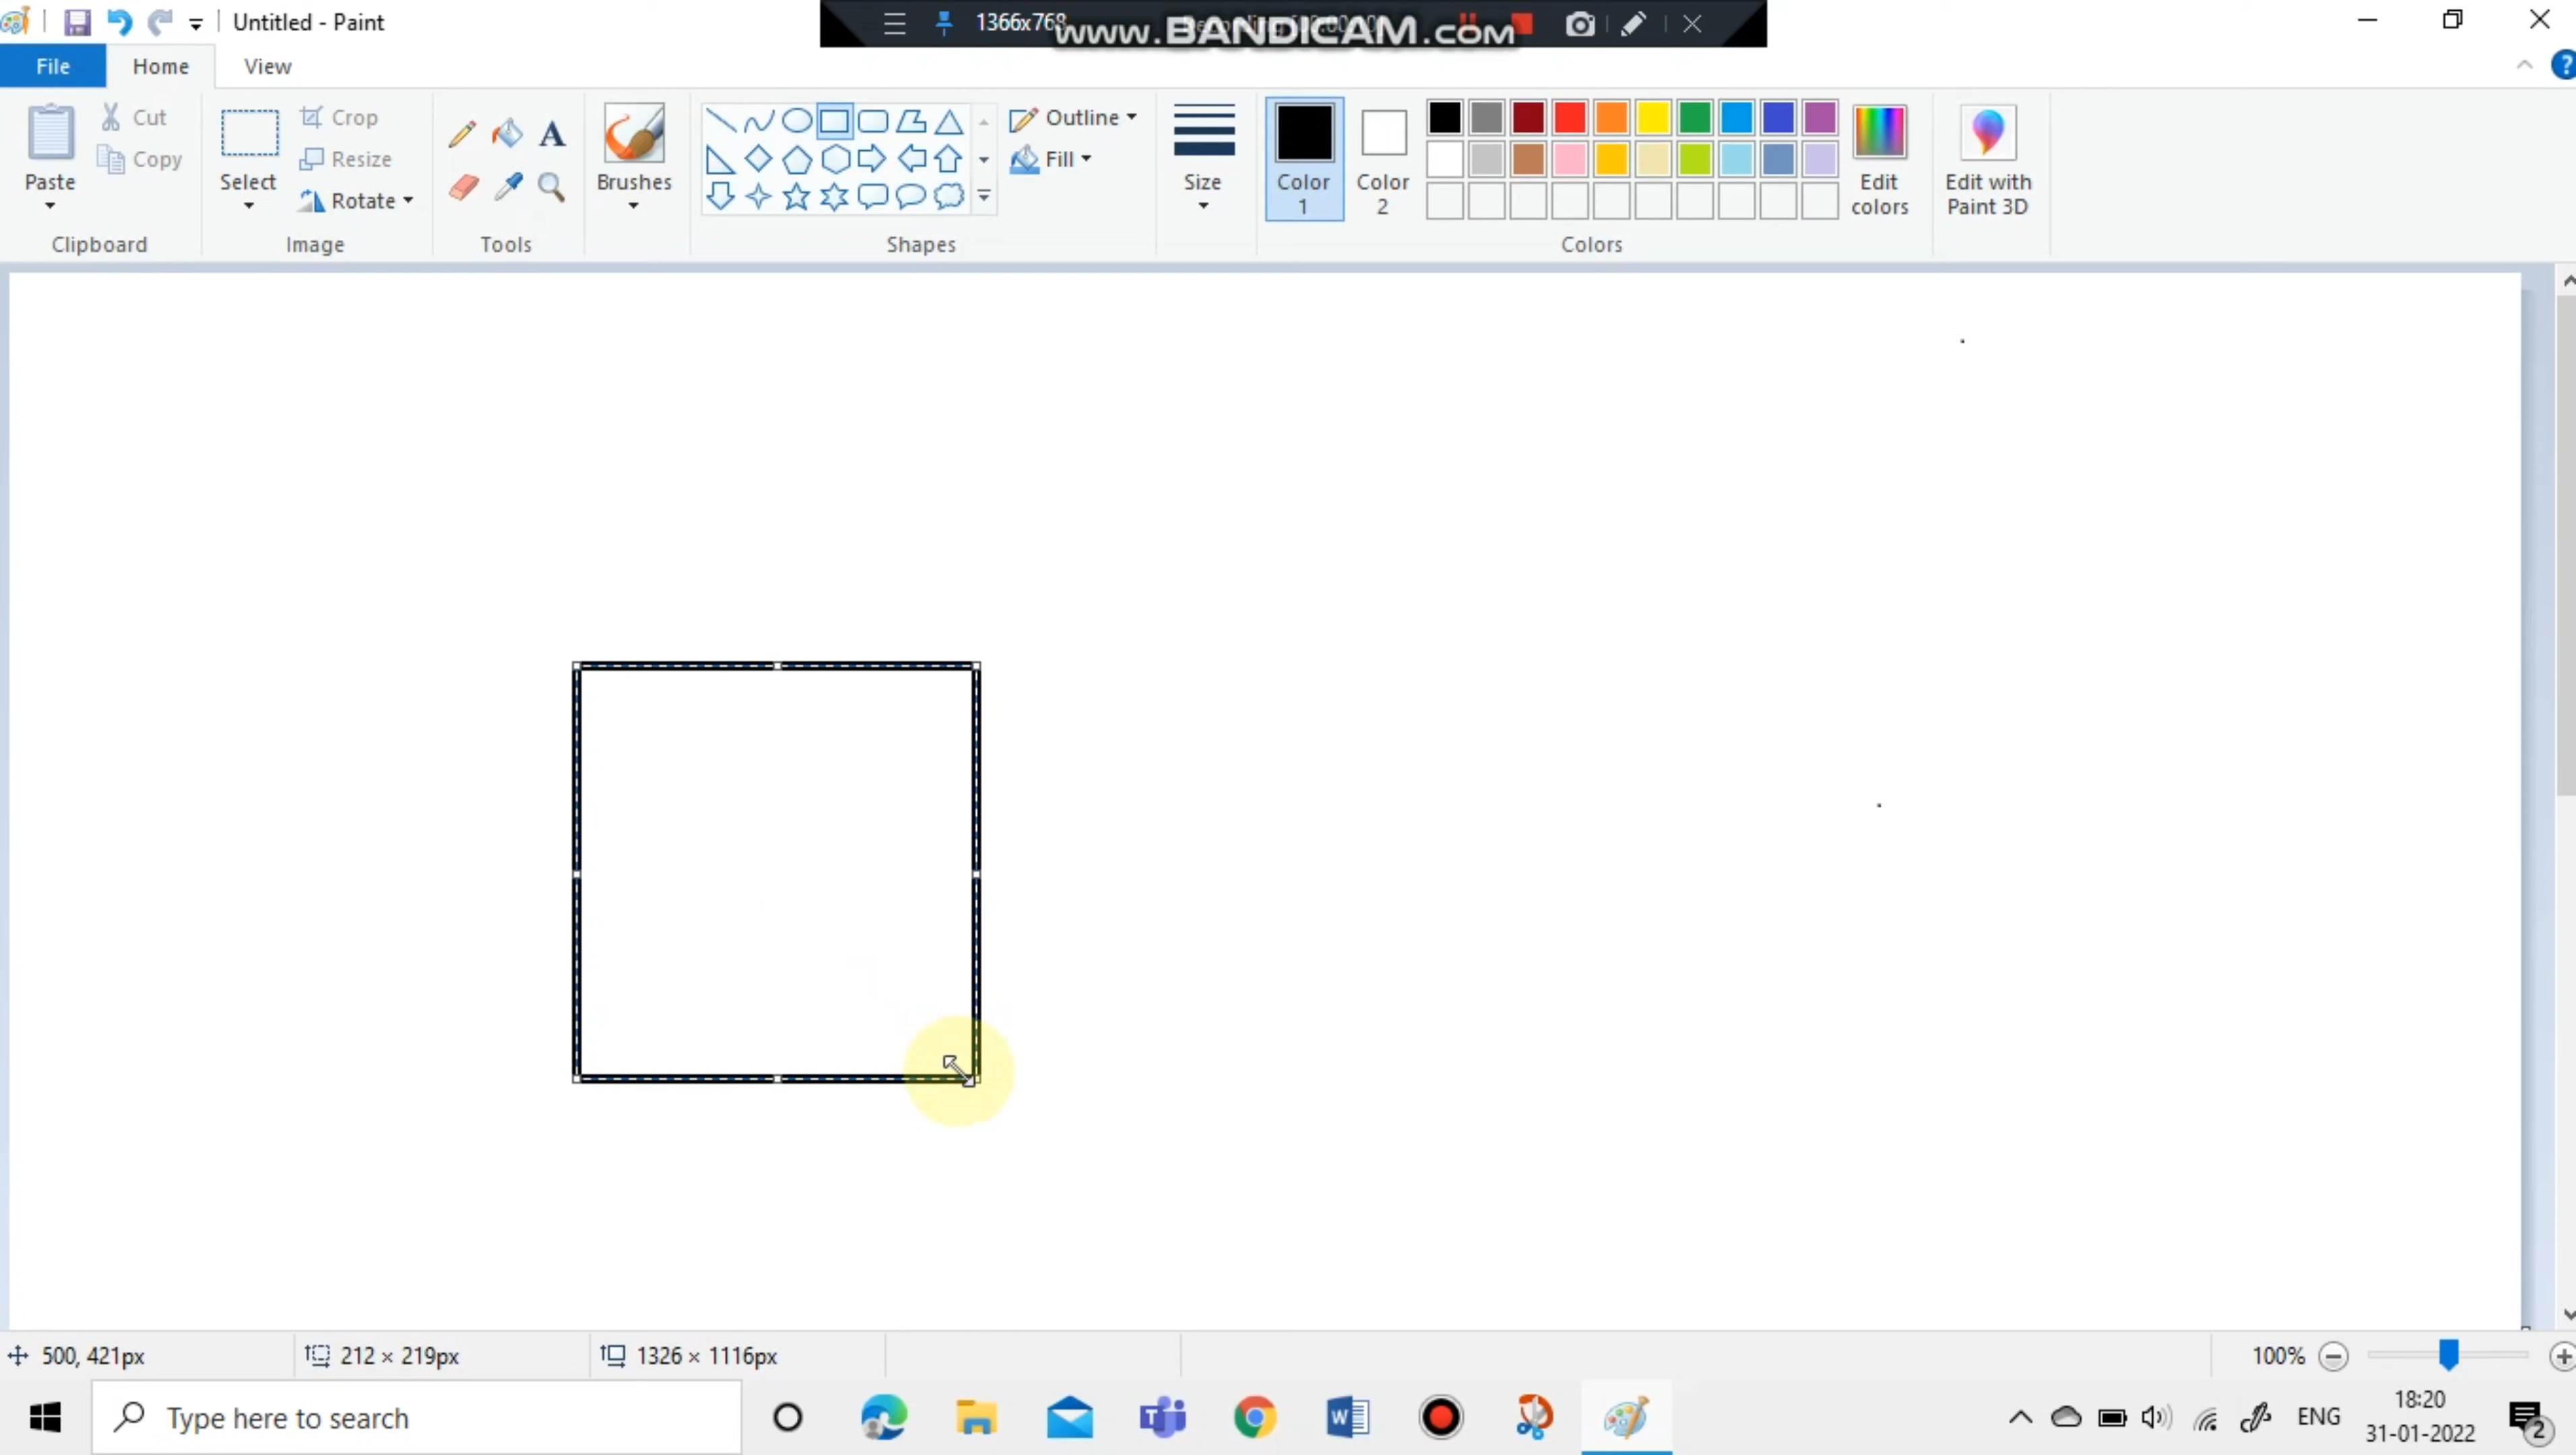 Untitled - Paint
1366x768
www.BANDICAM.com
File
Home
View
Paste
Cut
Copy
Clipboard
Select
Crop
Resize
Rotate
Image
A
Tools
Brushes
Shapes
Outline
Fill
Size
Color
1
Color
2
Colors
Edit
colors
Edit with
Paint 3D
500, 421px
212 × 219px
1326 × 1116px
100%
Type here to search
ENG
18:20
31-01-2022
2